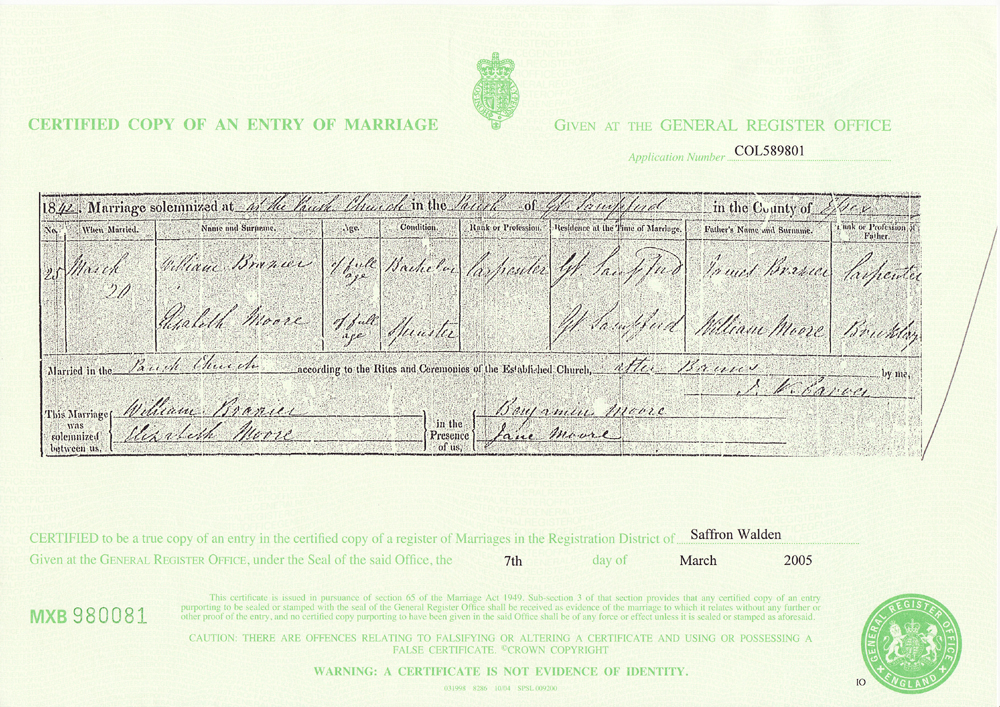 CERTIFIED COPY OF AN ENTRY OF MARRIAGE
GIVEN AT THE GENERAL REGISTER OFFICE
Application Number COL589801
1842. Marriage solemnized at at the Parish Church in the Parish of Gt Sampford in the County of Essex
No. When Married. Name and Surname. Age. Condition. Rank or Profession. Residence at the Time of Marriage. Father's Name and Surname. Rank or Profession of Father.
25 March 20 William Brazier of full age Bachelor Carpenter Gt Sampford James Brazier Carpenter
Elizabeth Moore of full age Spinster Gt Sampford William Moore Bricklayer
Married in the Parish Church according to the Rites and Ceremonies of the Established Church, after Banns by me,
This Marriage was solemnized between us, William Brazier Elizabeth Moore in the Presence of us, Benjamin Moore Jane Moore
CERTIFIED to be a true copy of an entry in the certified copy of a register of Marriages in the Registration District of Saffron Walden
Given at the GENERAL REGISTER OFFICE, under the Seal of the said Office, the 7th day of March 2005
MXB 980081
This certificate is issued in pursuance of section 65 of the Marriage Act 1949. Sub-section 3 of that section provides that any certified copy of an entry
purporting to be sealed or stamped with the seal of the General Register Office shall be received as evidence of the marriage to which it relates without any further or
other proof of the entry, and no certified copy purporting to have been given in the said Office shall be of any force or effect unless it is sealed or stamped as aforesaid.
CAUTION: THERE ARE OFFENCES RELATING TO FALSIFYING OR ALTERING A CERTIFICATE AND USING OR POSSESSING A
FALSE CERTIFICATE. ©CROWN COPYRIGHT
WARNING: A CERTIFICATE IS NOT EVIDENCE OF IDENTITY.
031998 8286 10/04 SPSL 009200
GENERAL REGISTER OFFICE
ENGLAND
IO